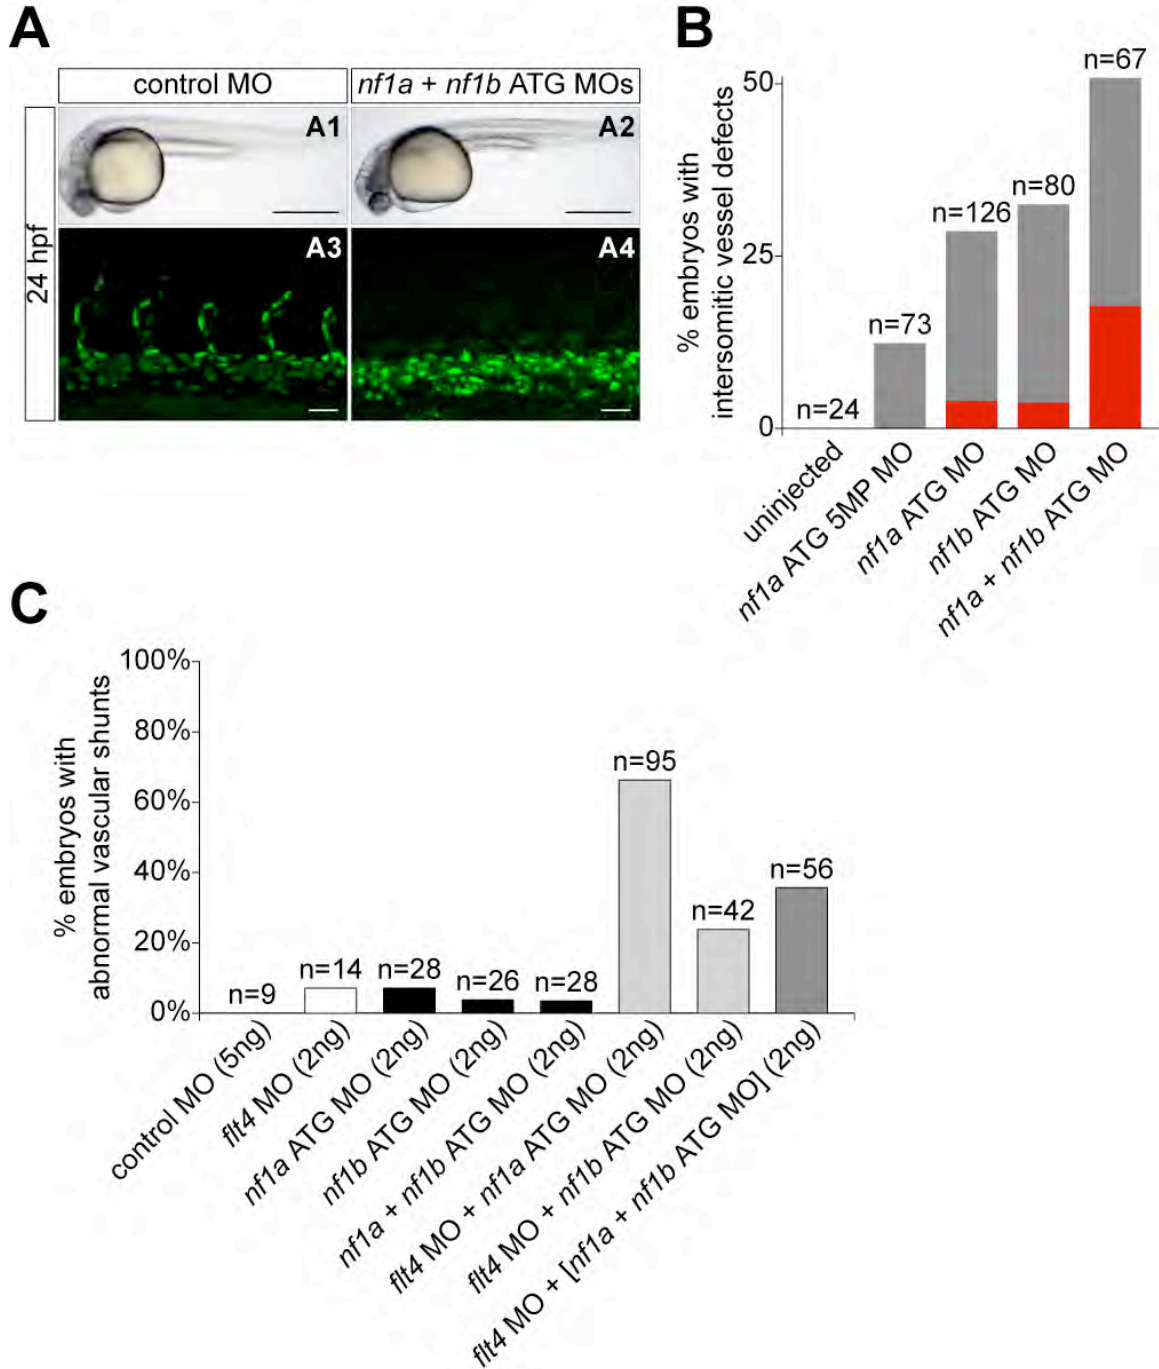 A
control MO
nf1a + nf1b ATG MOs
24 hpf
A1
A2
A3
A4
B
% embryos with
intersomitic vessel defects
50
25
0
n=24
n=73
n=126
n=80
n=67
uninjected
nf1a ATG 5MP MO
nf1a ATG MO
nf1b ATG MO
nf1a + nf1b ATG MO
C
% embryos with
abnormal vascular shunts
100%
80%
60%
40%
20%
0%
n=9
n=14
n=28
n=26
n=28
n=95
n=42
n=56
control MO (5ng)
flt4 MO (2ng)
nf1a ATG MO (2ng)
nf1b ATG MO (2ng)
nf1a + nf1b ATG MO (2ng)
flt4 MO + nf1a ATG MO (2ng)
flt4 MO + nf1b ATG MO (2ng)
flt4 MO + [nf1a + nf1b ATG MO] (2ng)